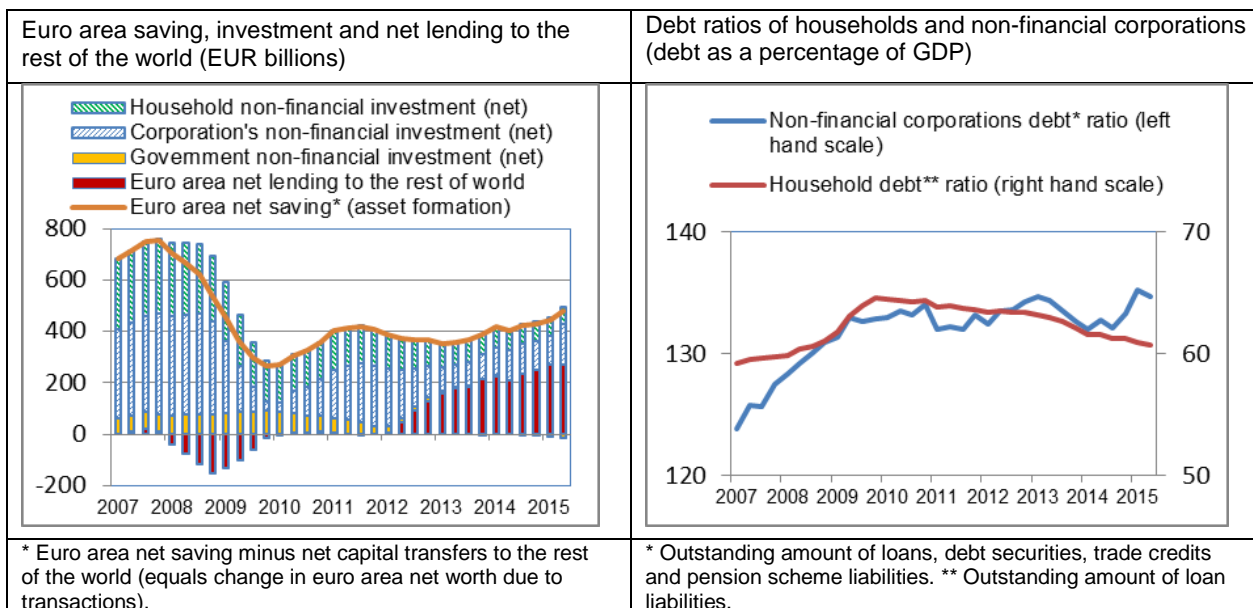 Euro area saving, investment and net lending to the
rest of the world (EUR billions)
Household non-financial investment (net)
Corporation's non-financial investment (net)
Government non-financial investment (net)
Euro area net lending to the rest of world
Euro area net saving* (asset formation)
800
600
400
200
0
-200
2007 2008 2009 2010 2011 2012 2013 2014 2015
* Euro area net saving minus net capital transfers to the rest
of the world (equals change in euro area net worth due to
transactions).
Debt ratios of households and non-financial corporations
(debt as a percentage of GDP)
Non-financial corporations debt* ratio (left
hand scale)
Household debt** ratio (right hand scale)
140
130
120
70
60
50
2007 2008 2009 2010 2011 2012 2013 2014 2015
* Outstanding amount of loans, debt securities, trade credits
and pension scheme liabilities. ** Outstanding amount of loan
liabilities.